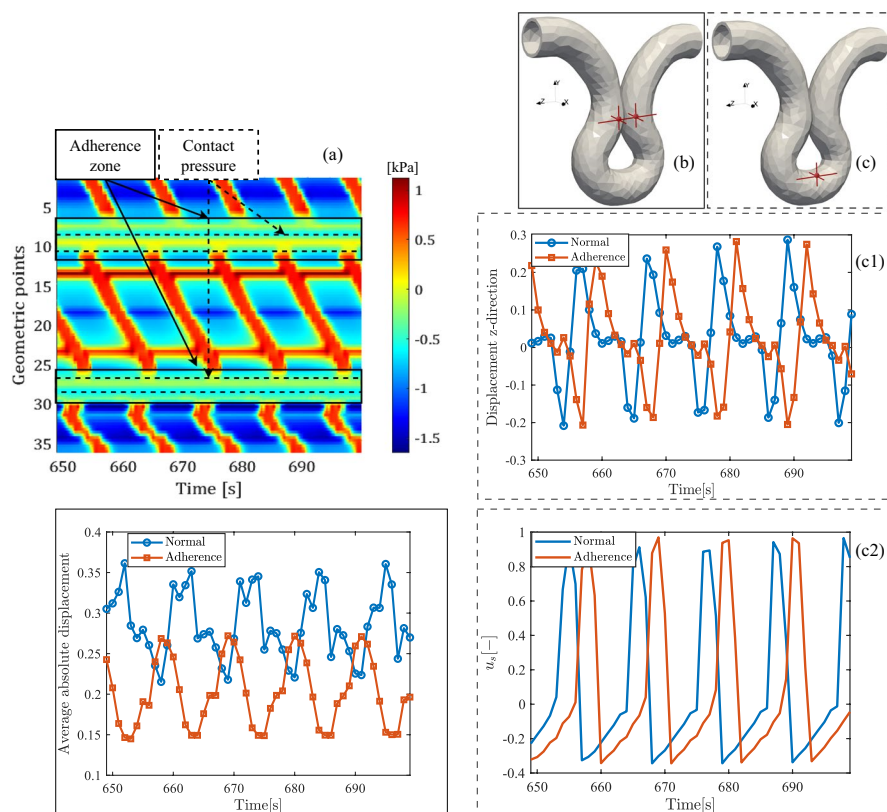 Adherence
zone
Contact
pressure
(a)
[kPa]
1
0.5
0
-0.5
-1
-1.5
5
10
15
20
25
30
35
Geometric points
650
660
670
680
690
Time [s]
Y
Z
X
(b)
Y
Z
X
(c)
Normal
Adherence
(c1)
0.3
0.2
0.1
0
-0.1
-0.2
-0.3
Displacement z-direction
650
660
670
680
690
Time[s]
Normal
Adherence
0.4
0.35
0.3
0.25
0.2
0.15
0.1
Average absolute displacement
650
660
670
680
690
Time[s]
Normal
Adherence
(c2)
1
0.8
0.6
0.4
0.2
0
-0.2
-0.4
us[−]
650
660
670
680
690
Time[s]